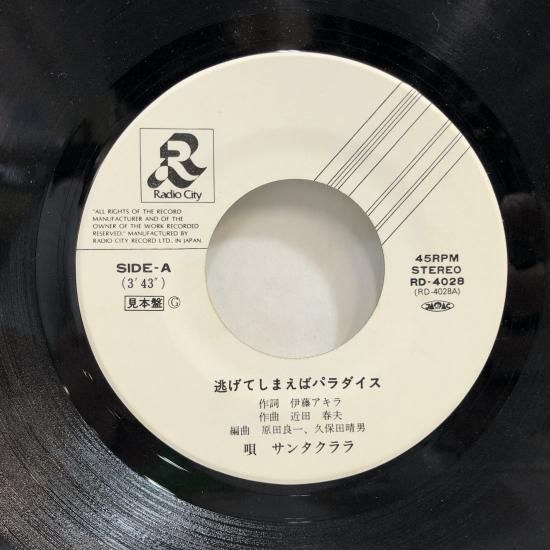 Radio City
"ALL RIGHTS OF THE RECORD
MANUFACTURER AND OF THE
OWNER OF THE WORK RECORDED
RESERVED." MANUFACTURED BY
RADIO CITY RECORD LTD. IN JAPAN.
SIDE-A
(3′43″)
見本盤 Ⓖ
45RPM
STEREO
RD-4028
(RD-4028A)
逃げてしまえばパラダイス
作詞 伊藤アキラ
作曲 近田 春夫
編曲 原田良一、久保田晴男
唄 サンタクララ